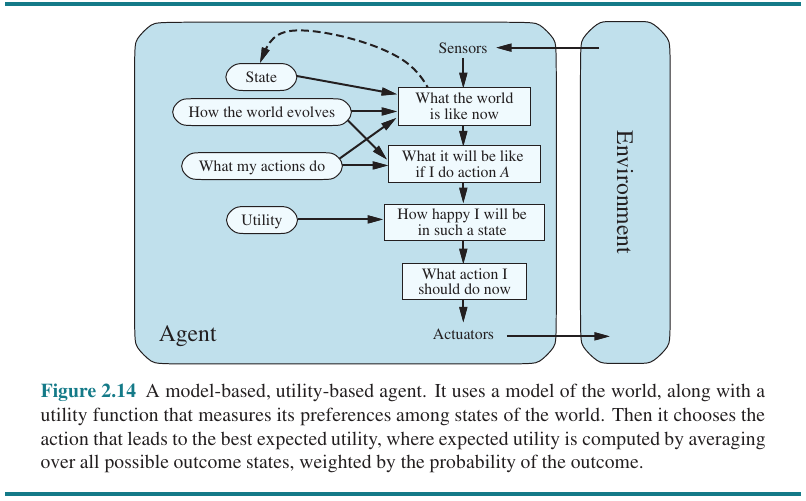 Sensors
State
What the world
is like now
How the world evolves
What it will be like
if I do action A
What my actions do
How happy I will be
in such a state
Utility
What action I
should do now
Agent
Actuators
Environment
Figure 2.14 A model-based, utility-based agent. It uses a model of the world, along with a
utility function that measures its preferences among states of the world. Then it chooses the
action that leads to the best expected utility, where expected utility is computed by averaging
over all possible outcome states, weighted by the probability of the outcome.